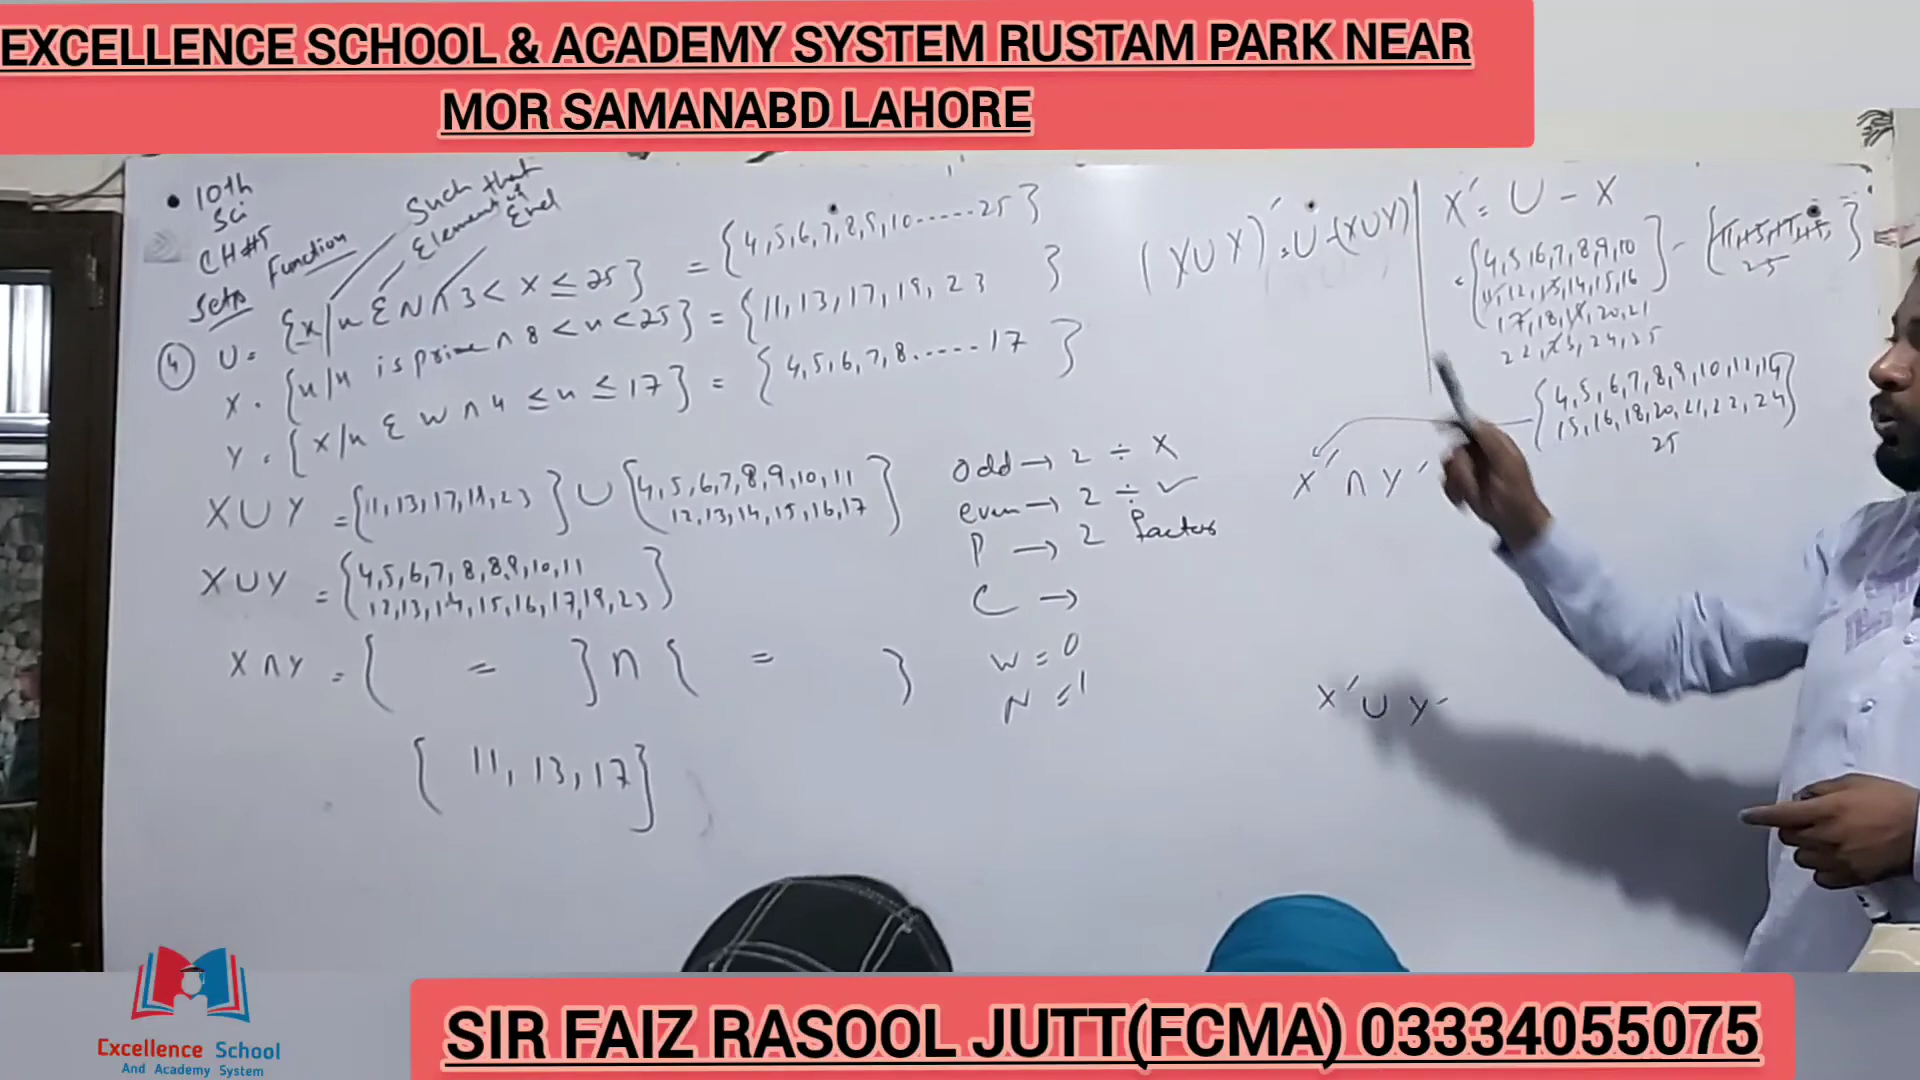 EXCELLENCE SCHOOL & ACADEMY SYSTEM RUSTAM PARK NEAR
MOR SAMANABD LAHORE
• 10th
Sci
CH#5
Sets Function
Such that
Element of
④ U = {x/x Ɛ N ∩ 3 < x ≤ 25} = {4,5,6,7,8,9,10.....25}
X = {x/x is prime ∩ 8 < x < 25} = {11, 13, 17, 19, 23}
Y = {x/x Ɛ W ∩ 4 ≤ x ≤ 17} = {4,5,6,7,8.....17}
X ∪ Y = {11, 13, 17, 19, 23} ∪ {4,5,6,7,8,9,10,11
12,13,14,15,16,17}
X ∪ Y = {4,5,6,7,8,8,9,10,11
12,13,14,15,16,17,19,23}
X ∩ Y = { = } ∩ { = }
{11, 13, 17}
Odd → 2 ÷ X
even → 2 ÷ ✓
P → 2 factors
C →
W = 0
N = 1
(X ∪ Y)′ = U - (X ∪ Y)
X′ = U - X
= {4,5,6,7,8,9,10
11,12,13,14,15,16
17,18,19,20,21
22,23,24,25} -
25
{4,5,6,7,8,9,10,11,14
15,16,18,20,21,22,24
25}
X′ ∩ Y′
X′ ∪ Y′
Excellence School
And Academy System
SIR FAIZ RASOOL JUTT(FCMA) 03334055075